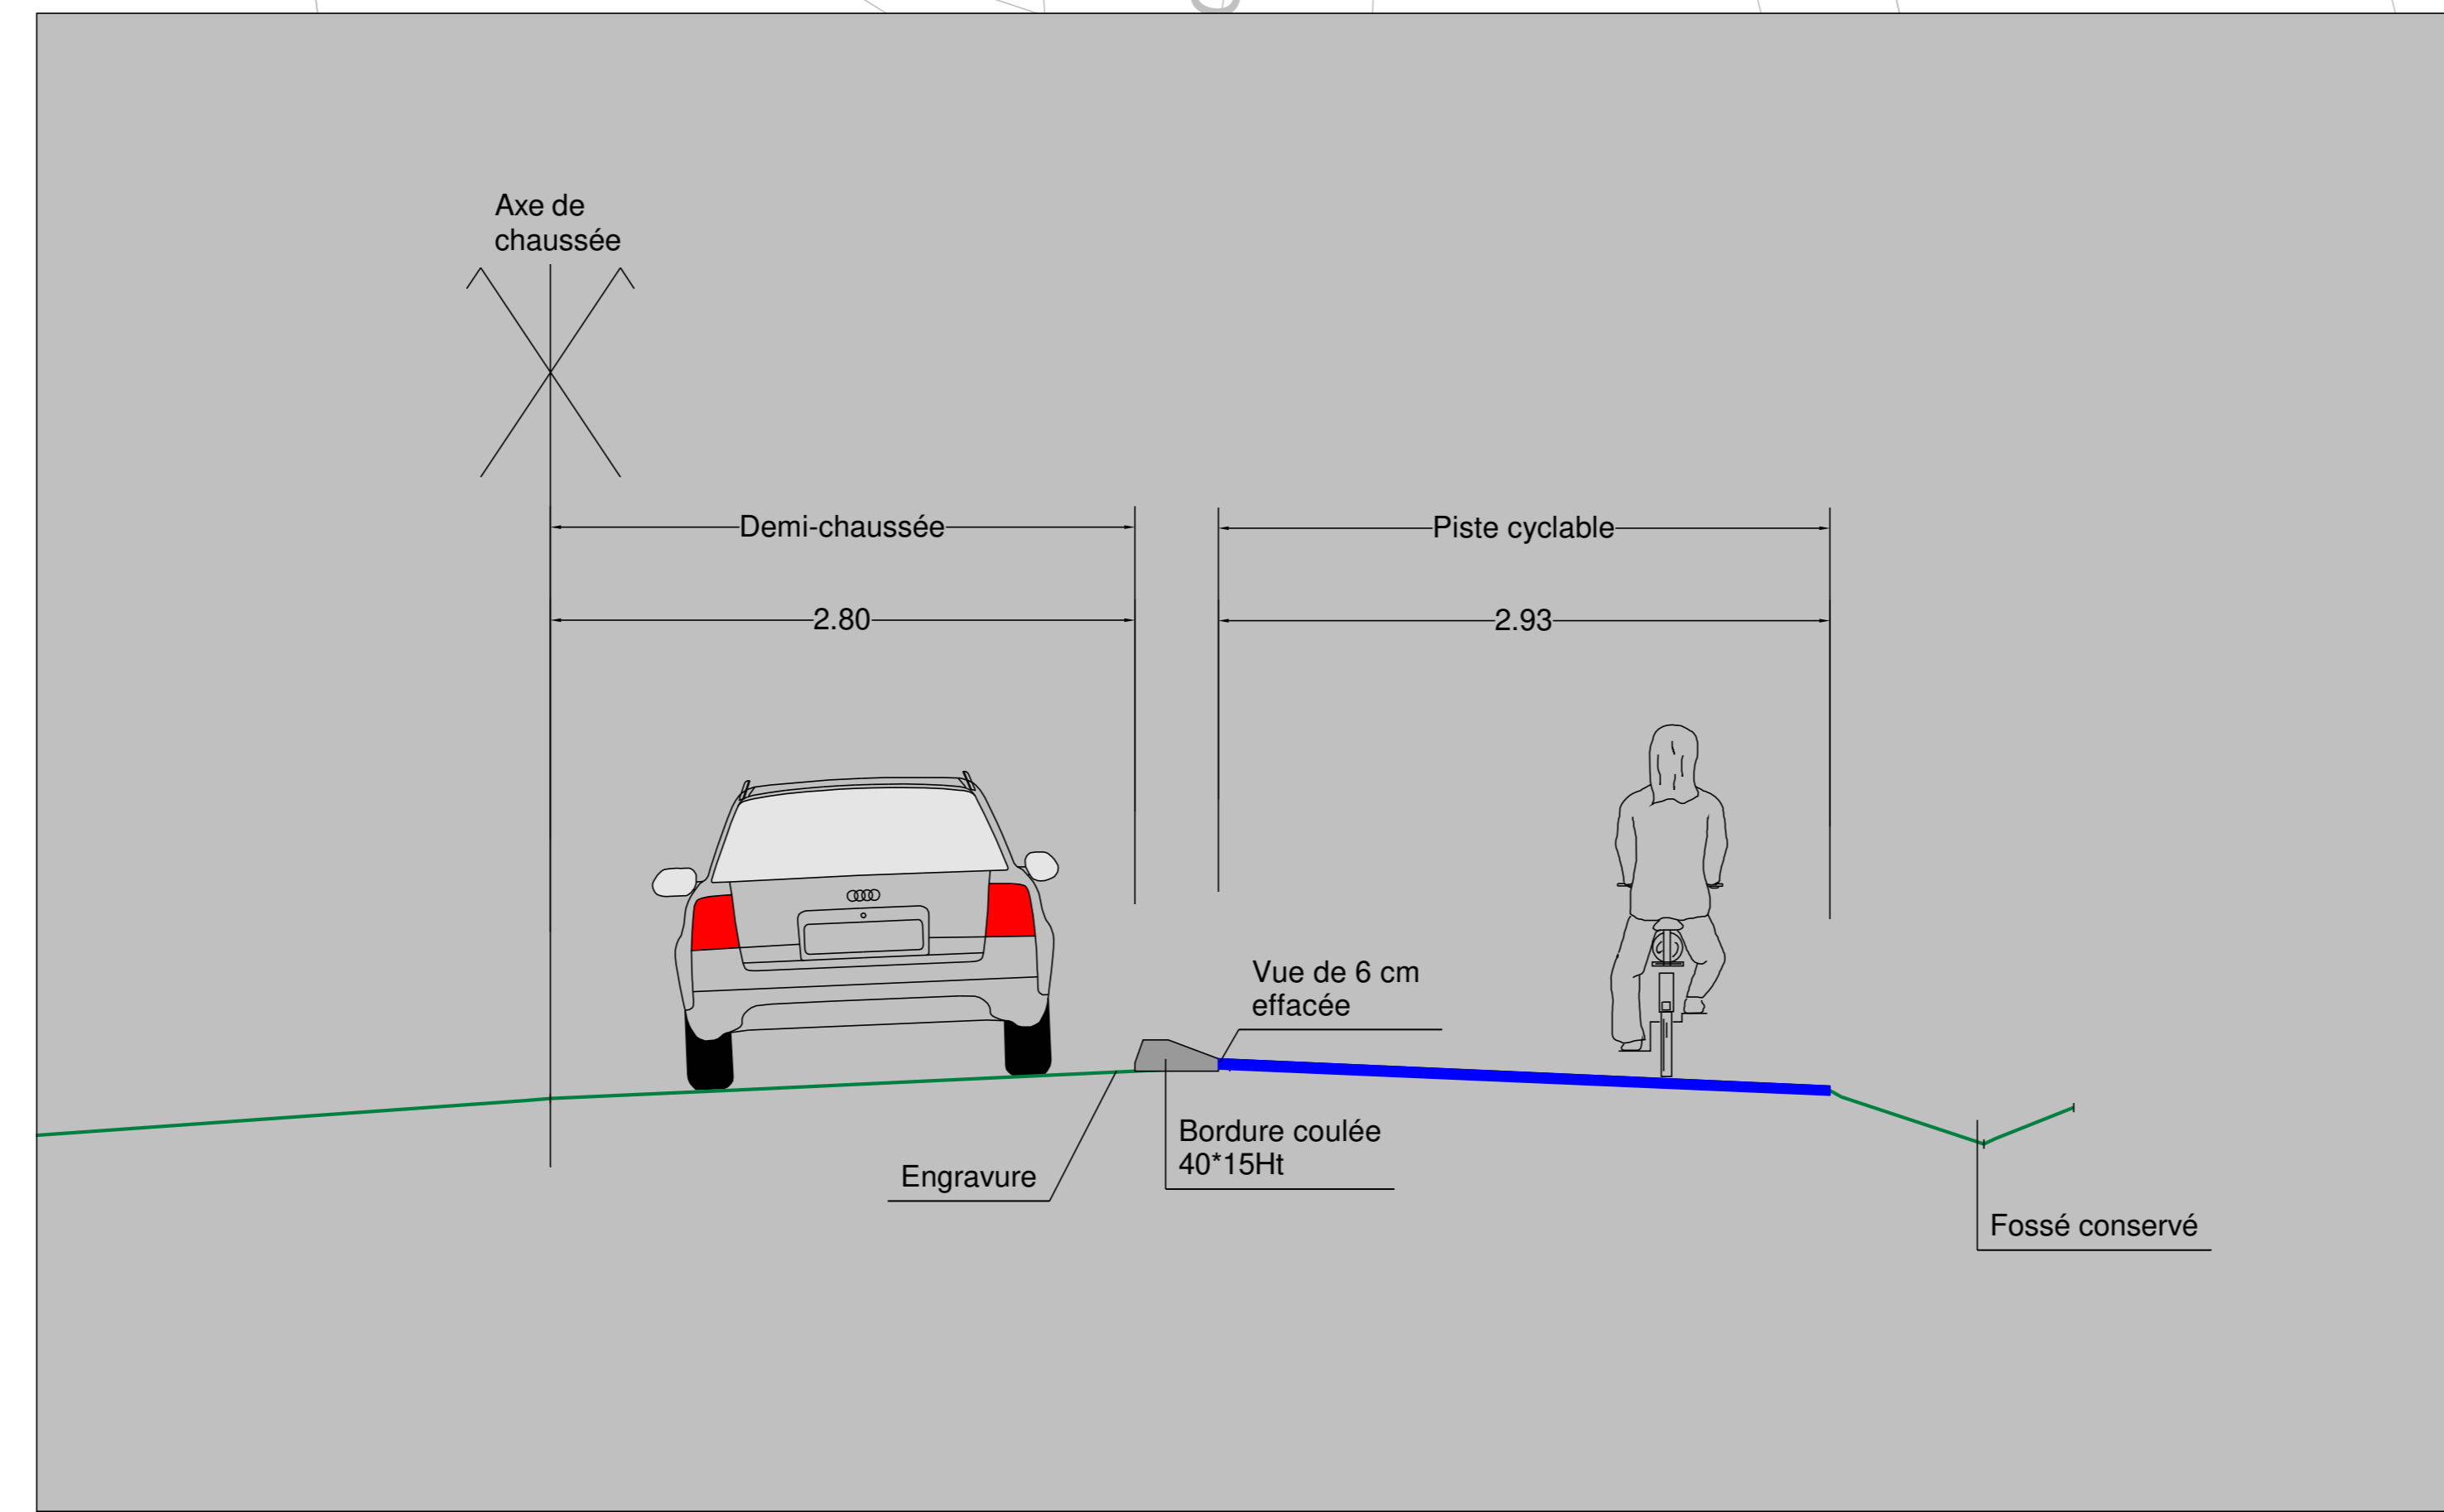 Axe de
chaussée
Demi-chaussée
Piste cyclable
2.80
2.93
Vue de 6 cm
effacée
Bordure coulée
40*15Ht
Engravure
Fossé conservé